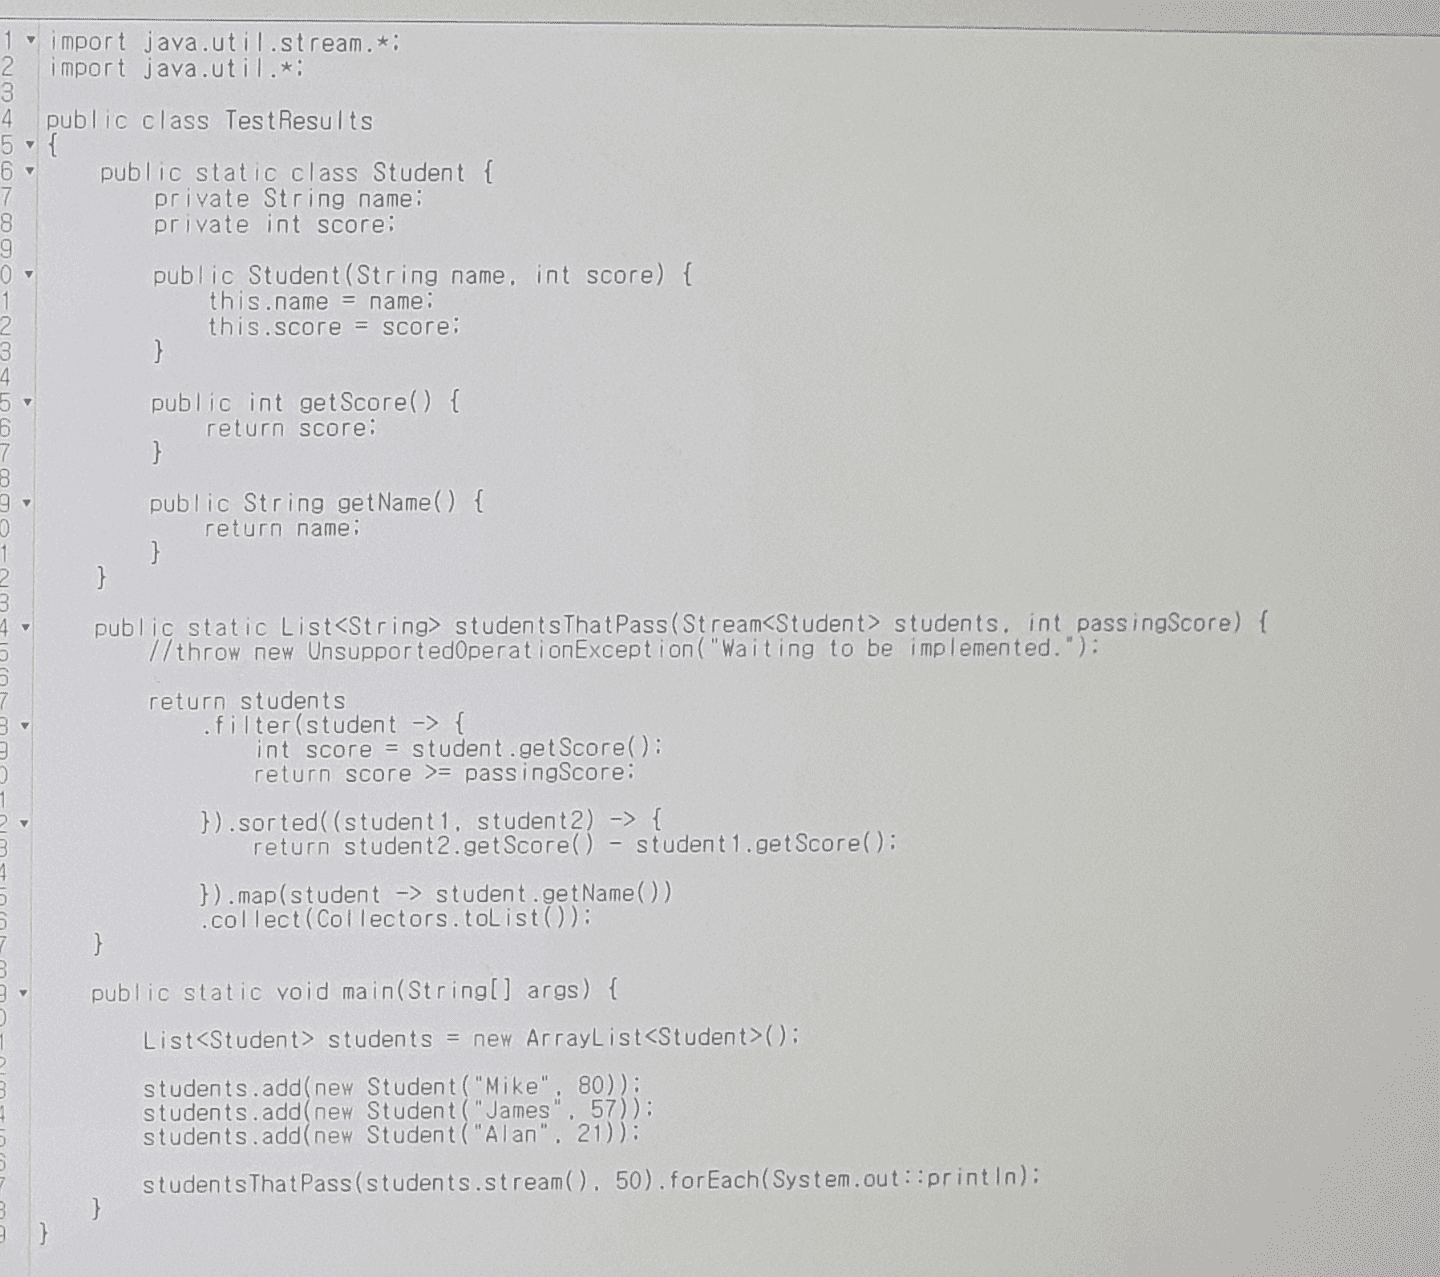 1 import java.util.stream.*;
2 import java.util.*;
3
4 public class TestResults
5 {
6 public static class Student {
7 private String name;
8 private int score;
9
0 public Student(String name, int score) {
1 this.name = name;
2 this.score = score;
3 }
4
5 public int getScore() {
6 return score;
7 }
8
9 public String getName() {
0 return name;
1 }
2 }
3
4 public static List<String> studentsThatPass(Stream<Student> students, int passingScore) {
5 //throw new UnsupportedOperationException("Waiting to be implemented.");
6
7 return students
8 .filter(student -> {
9 int score = student.getScore();
0 return score >= passingScore;
1
2 }).sorted((student1, student2) -> {
3 return student2.getScore() - student1.getScore();
4
5 }).map(student -> student.getName())
6 .collect(Collectors.toList());
7 }
8
9 public static void main(String[] args) {
0
1 List<Student> students = new ArrayList<Student>();
2
3 students.add(new Student("Mike", 80));
4 students.add(new Student("James", 57));
5 students.add(new Student("Alan", 21));
6
7 studentsThatPass(students.stream(), 50).forEach(System.out::println);
8 }
9 }